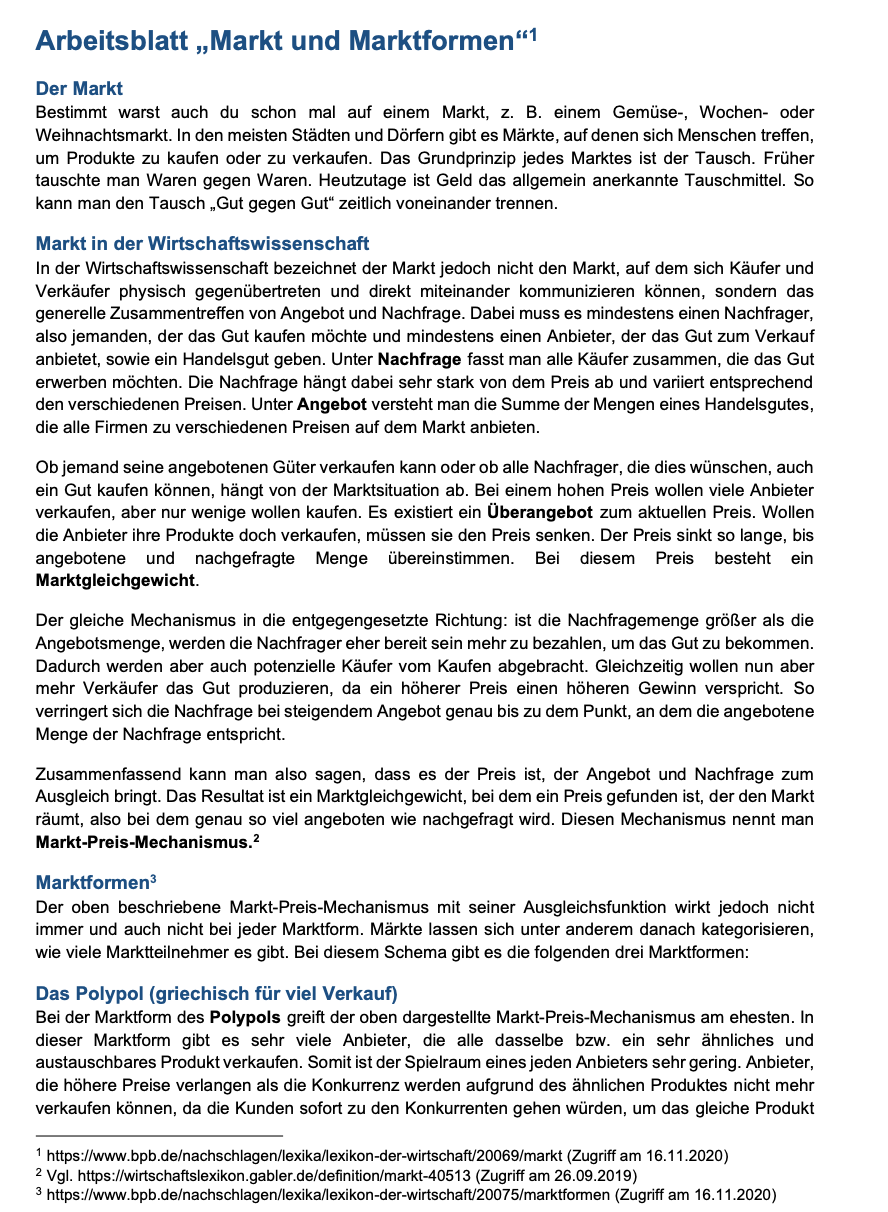 Arbeitsblatt „Markt und Marktformen“¹
Der Markt
Bestimmt warst auch du schon mal auf einem Markt, z. B. einem Gemüse-, Wochen- oder
Weihnachtsmarkt. In den meisten Städten und Dörfern gibt es Märkte, auf denen sich Menschen treffen,
um Produkte zu kaufen oder zu verkaufen. Das Grundprinzip jedes Marktes ist der Tausch. Früher
tauschte man Waren gegen Waren. Heutzutage ist Geld das allgemein anerkannte Tauschmittel. So
kann man den Tausch „Gut gegen Gut“ zeitlich voneinander trennen.
Markt in der Wirtschaftswissenschaft
In der Wirtschaftswissenschaft bezeichnet der Markt jedoch nicht den Markt, auf dem sich Käufer und
Verkäufer physisch gegenübertreten und direkt miteinander kommunizieren können, sondern das
generelle Zusammentreffen von Angebot und Nachfrage. Dabei muss es mindestens einen Nachfrager,
also jemanden, der das Gut kaufen möchte und mindestens einen Anbieter, der das Gut zum Verkauf
anbietet, sowie ein Handelsgut geben. Unter Nachfrage fasst man alle Käufer zusammen, die das Gut
erwerben möchten. Die Nachfrage hängt dabei sehr stark von dem Preis ab und variiert entsprechend
den verschiedenen Preisen. Unter Angebot versteht man die Summe der Mengen eines Handelsgutes,
die alle Firmen zu verschiedenen Preisen auf dem Markt anbieten.
Ob jemand seine angebotenen Güter verkaufen kann oder ob alle Nachfrager, die dies wünschen, auch
ein Gut kaufen können, hängt von der Marktsituation ab. Bei einem hohen Preis wollen viele Anbieter
verkaufen, aber nur wenige wollen kaufen. Es existiert ein Überangebot zum aktuellen Preis. Wollen
die Anbieter ihre Produkte doch verkaufen, müssen sie den Preis senken. Der Preis sinkt so lange, bis
angebotene und nachgefragte Menge übereinstimmen. Bei diesem Preis besteht ein
Marktgleichgewicht.
Der gleiche Mechanismus in die entgegengesetzte Richtung: ist die Nachfragemenge größer als die
Angebotsmenge, werden die Nachfrager eher bereit sein mehr zu bezahlen, um das Gut zu bekommen.
Dadurch werden aber auch potenzielle Käufer vom Kaufen abgebracht. Gleichzeitig wollen nun aber
mehr Verkäufer das Gut produzieren, da ein höherer Preis einen höheren Gewinn verspricht. So
verringert sich die Nachfrage bei steigendem Angebot genau bis zu dem Punkt, an dem die angebotene
Menge der Nachfrage entspricht.
Zusammenfassend kann man also sagen, dass es der Preis ist, der Angebot und Nachfrage zum
Ausgleich bringt. Das Resultat ist ein Marktgleichgewicht, bei dem ein Preis gefunden ist, der den Markt
räumt, also bei dem genau so viel angeboten wie nachgefragt wird. Diesen Mechanismus nennt man
Markt-Preis-Mechanismus.²
Marktformen³
Der oben beschriebene Markt-Preis-Mechanismus mit seiner Ausgleichsfunktion wirkt jedoch nicht
immer und auch nicht bei jeder Marktform. Märkte lassen sich unter anderem danach kategorisieren,
wie viele Marktteilnehmer es gibt. Bei diesem Schema gibt es die folgenden drei Marktformen:
Das Polypol (griechisch für viel Verkauf)
Bei der Marktform des Polypols greift der oben dargestellte Markt-Preis-Mechanismus am ehesten. In
dieser Marktform gibt es sehr viele Anbieter, die alle dasselbe bzw. ein sehr ähnliches und
austauschbares Produkt verkaufen. Somit ist der Spielraum eines jeden Anbieters sehr gering. Anbieter,
die höhere Preise verlangen als die Konkurrenz werden aufgrund des ähnlichen Produktes nicht mehr
verkaufen können, da die Kunden sofort zu den Konkurrenten gehen würden, um das gleiche Produkt
¹ https://www.bpb.de/nachschlagen/lexika/lexikon-der-wirtschaft/20069/markt (Zugriff am 16.11.2020)
² Vgl. https://wirtschaftslexikon.gabler.de/definition/markt-40513 (Zugriff am 26.09.2019)
³ https://www.bpb.de/nachschlagen/lexika/lexikon-der-wirtschaft/20075/marktformen (Zugriff am 16.11.2020)